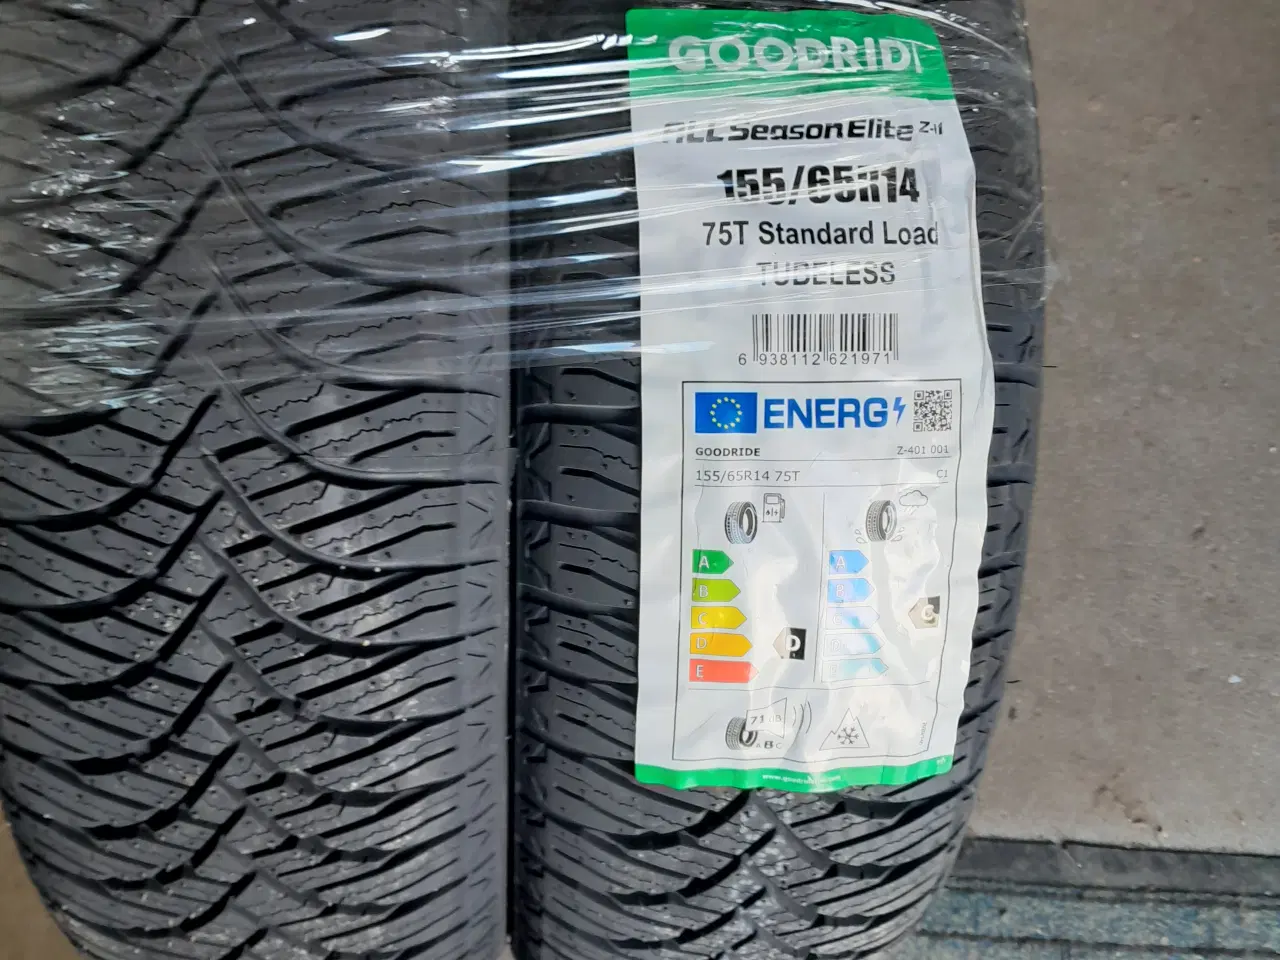 GOODRIDE
ALL Season Elite Z-401
155/65R14
75T Standard Load
TUBELESS
6 938112 621971
ENERG
GOODRIDE Z-401 001
155/65R14 75T C1
A A
B B
C C C
D D D
E
71 dB
A B C